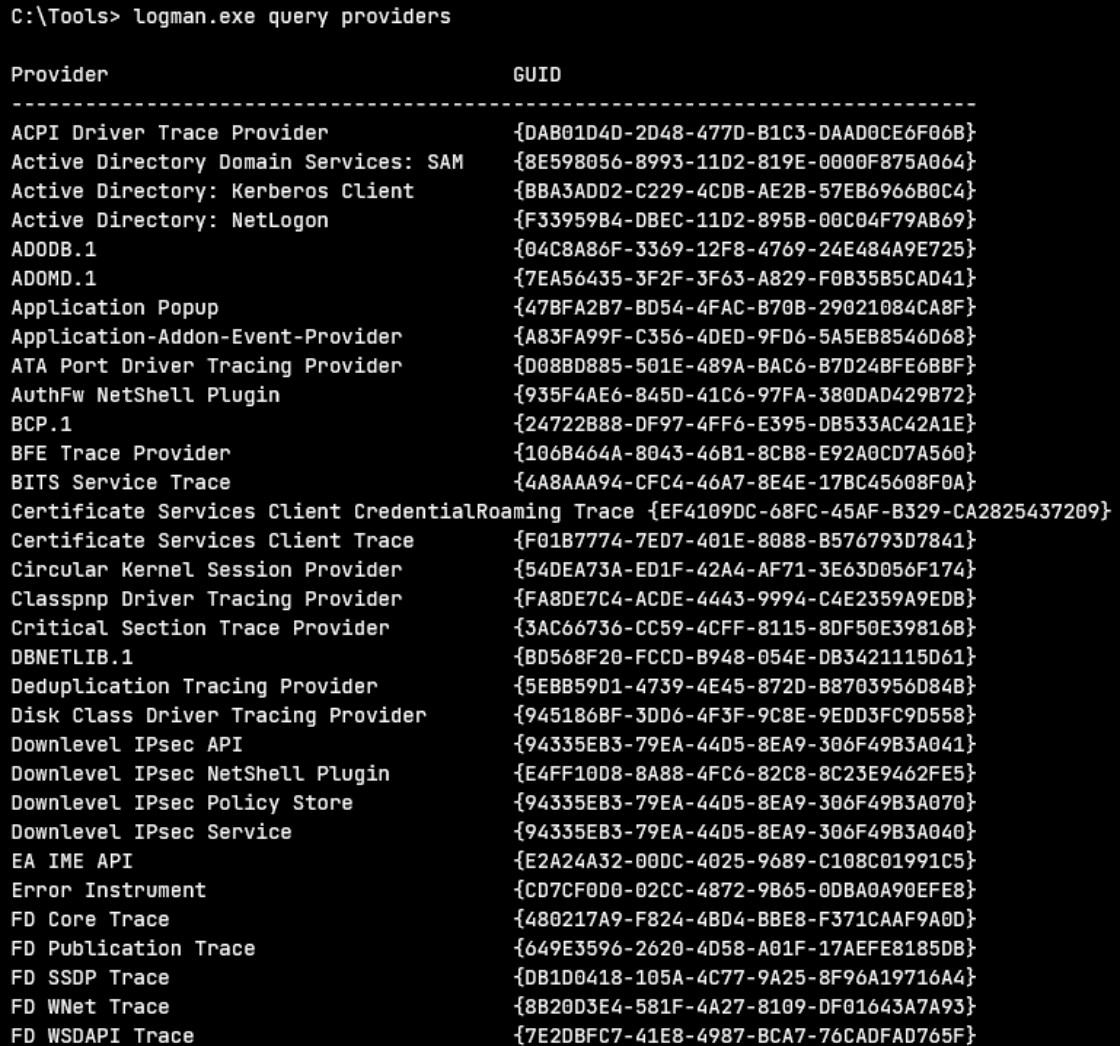 C:\Tools> logman.exe query providers
Provider GUID
-------------------------------------------------------------------------------
ACPI Driver Trace Provider {DAB01D4D-2D48-477D-B1C3-DAAD0CE6F06B}
Active Directory Domain Services: SAM {8E598056-8993-11D2-819E-0000F875A064}
Active Directory: Kerberos Client {BBA3ADD2-C229-4CDB-AE2B-57EB6966B0C4}
Active Directory: NetLogon {F33959B4-DBEC-11D2-895B-00C04F79AB69}
ADODB.1 {04C8A86F-3369-12F8-4769-24E484A9E725}
ADOMD.1 {7EA56435-3F2F-3F63-A829-F0B35B5CAD41}
Application Popup {47BFA2B7-BD54-4FAC-B70B-29021084CA8F}
Application-Addon-Event-Provider {A83FA99F-C356-4DED-9FD6-5A5EB8546D68}
ATA Port Driver Tracing Provider {D08BD885-501E-489A-BAC6-B7D24BFE6BBF}
AuthFw NetShell Plugin {935F4AE6-845D-41C6-97FA-380DAD429B72}
BCP.1 {24722B88-DF97-4FF6-E395-DB533AC42A1E}
BFE Trace Provider {106B464A-8043-46B1-8CB8-E92A0CD7A560}
BITS Service Trace {4A8AAA94-CFC4-46A7-8E4E-17BC45608F0A}
Certificate Services Client CredentialRoaming Trace {EF4109DC-68FC-45AF-B329-CA2825437209}
Certificate Services Client Trace {F01B7774-7ED7-401E-8088-B576793D7841}
Circular Kernel Session Provider {54DEA73A-ED1F-42A4-AF71-3E63D056F174}
Classpnp Driver Tracing Provider {FA8DE7C4-ACDE-4443-9994-C4E2359A9EDB}
Critical Section Trace Provider {3AC66736-CC59-4CFF-8115-8DF50E39816B}
DBNETLIB.1 {BD568F20-FCCD-B948-054E-DB3421115D61}
Deduplication Tracing Provider {5EBB59D1-4739-4E45-872D-B8703956D84B}
Disk Class Driver Tracing Provider {945186BF-3DD6-4F3F-9C8E-9EDD3FC9D558}
Downlevel IPsec API {94335EB3-79EA-44D5-8EA9-306F49B3A041}
Downlevel IPsec NetShell Plugin {E4FF10D8-8A88-4FC6-82C8-8C23E9462FE5}
Downlevel IPsec Policy Store {94335EB3-79EA-44D5-8EA9-306F49B3A070}
Downlevel IPsec Service {94335EB3-79EA-44D5-8EA9-306F49B3A040}
EA IME API {E2A24A32-00DC-4025-9689-C108C01991C5}
Error Instrument {CD7CF0D0-02CC-4872-9B65-0DBA0A90EFE8}
FD Core Trace {480217A9-F824-4BD4-BBE8-F371CAAF9A0D}
FD Publication Trace {649E3596-2620-4D58-A01F-17AEFE8185DB}
FD SSDP Trace {DB1D0418-105A-4C77-9A25-8F96A19716A4}
FD WNet Trace {8B20D3E4-581F-4A27-8109-DF01643A7A93}
FD WSDAPI Trace {7E2DBFC7-41E8-4987-BCA7-76CADFAD765F}